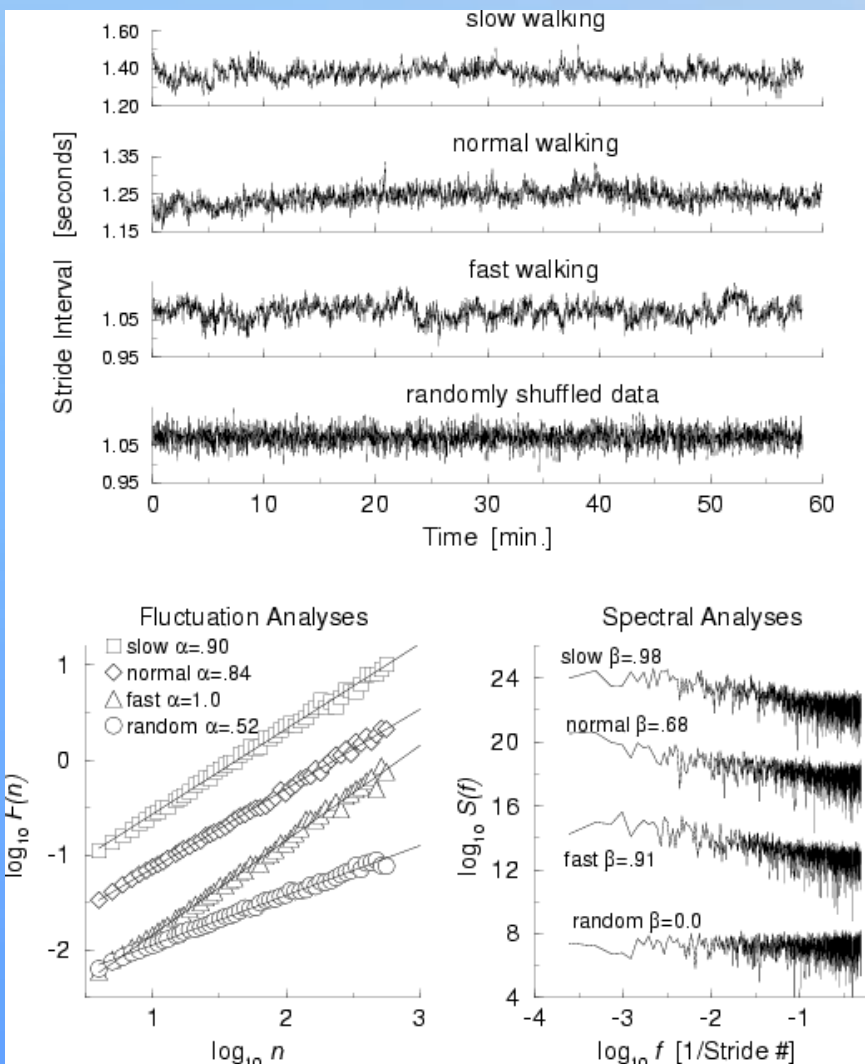 slow walking
1.60
1.40
1.20
normal walking
1.35
1.25
1.15
fast walking
1.05
0.95
randomly shuffled data
1.05
0.95
0 10 20 30 40 50 60
Time [min.]
Stride Interval [seconds]
Fluctuation Analyses
slow α=.90
normal α=.84
fast α=1.0
random α=.52
1
0
-1
-2
log10 F(n)
1 2 3
log10 n
Spectral Analyses
slow β=.98
normal β=.68
fast β=.91
random β=0.0
24
20
16
12
8
4
log10 S(f)
-4 -3 -2 -1
log10 f [1/Stride #]